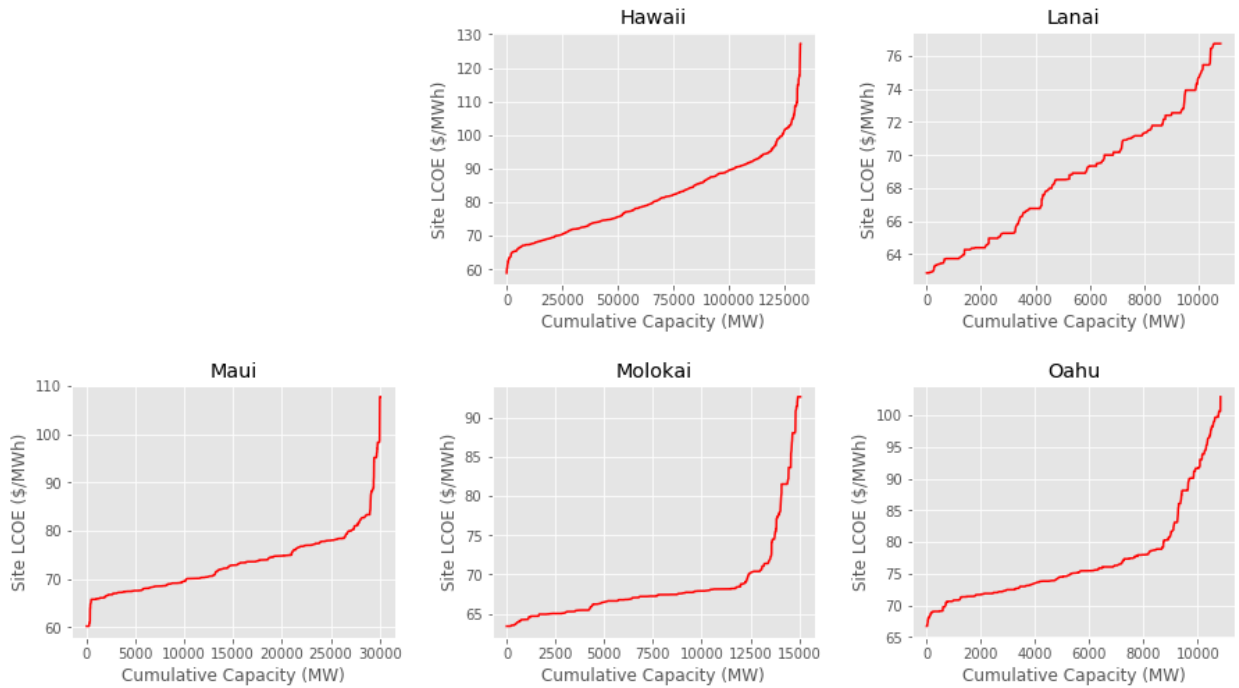 Hawaii
130
120
110
100
90
80
70
60
Site LCOE ($/MWh)
0 25000 50000 75000 100000 125000
Cumulative Capacity (MW)
Lanai
76
74
72
70
68
66
64
Site LCOE ($/MWh)
0 2000 4000 6000 8000 10000
Cumulative Capacity (MW)
Maui
110
100
90
80
70
60
Site LCOE ($/MWh)
0 5000 10000 15000 20000 25000 30000
Cumulative Capacity (MW)
Molokai
90
85
80
75
70
65
Site LCOE ($/MWh)
0 2500 5000 7500 10000 12500 15000
Cumulative Capacity (MW)
Oahu
100
95
90
85
80
75
70
65
Site LCOE ($/MWh)
0 2000 4000 6000 8000 10000
Cumulative Capacity (MW)